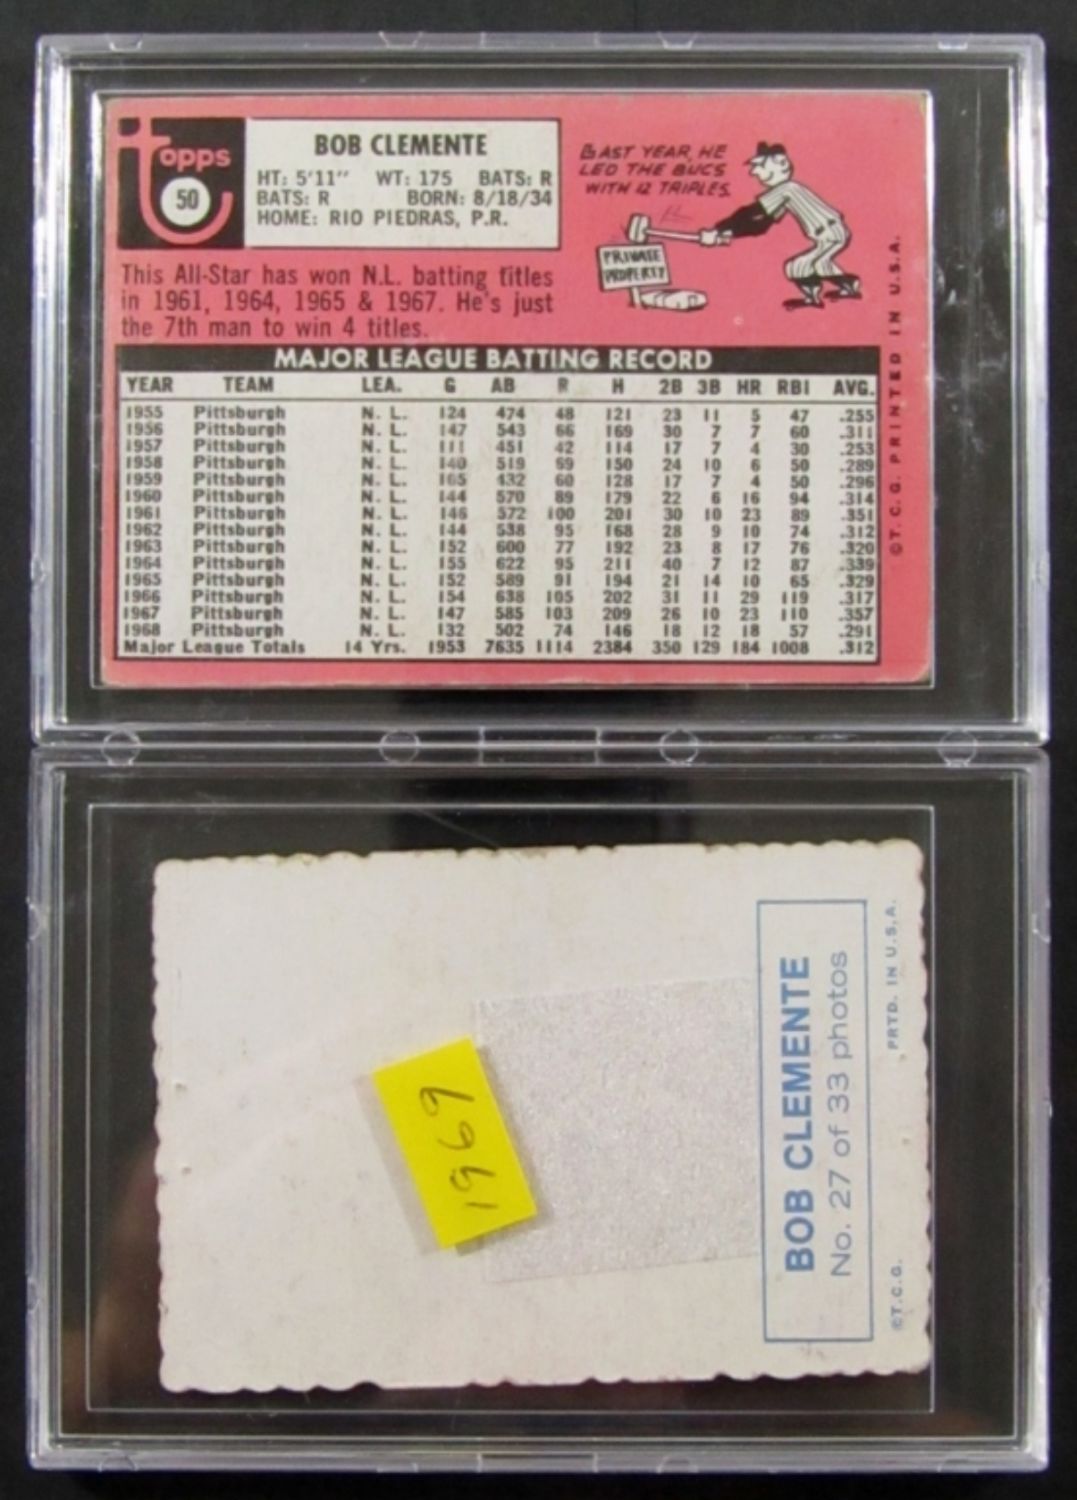 topps
50
BOB CLEMENTE
HT: 5'11" WT: 175 BATS: R
BATS: R BORN: 8/18/34
HOME: RIO PIEDRAS, P.R.
LAST YEAR, HE
LED THE BUCS
WITH 12 TRIPLES.
PRIVATE
PROPERTY
This All-Star has won N.L. batting titles
in 1961, 1964, 1965 & 1967. He's just
the 7th man to win 4 titles.
MAJOR LEAGUE BATTING RECORD
YEAR TEAM LEA. G AB R H 2B 3B HR RBI AVG.
1955 Pittsburgh N. L. 124 474 48 121 23 11 5 47 .255
1956 Pittsburgh N. L. 147 543 66 169 30 7 7 60 .311
1957 Pittsburgh N. L. 111 451 42 114 17 7 4 30 .253
1958 Pittsburgh N. L. 140 519 69 150 24 10 6 50 .289
1959 Pittsburgh N. L. 105 432 60 128 17 7 4 50 .296
1960 Pittsburgh N. L. 144 570 89 179 22 6 16 94 .314
1961 Pittsburgh N. L. 146 572 100 201 30 10 23 89 .351
1962 Pittsburgh N. L. 144 538 95 168 28 9 10 74 .312
1963 Pittsburgh N. L. 152 600 77 192 23 8 17 76 .320
1964 Pittsburgh N. L. 155 622 95 211 40 7 12 87 .339
1965 Pittsburgh N. L. 152 589 91 194 21 14 10 65 .329
1966 Pittsburgh N. L. 154 638 105 202 31 11 29 119 .317
1967 Pittsburgh N. L. 147 585 103 209 26 10 23 110 .357
1968 Pittsburgh N. L. 132 502 74 146 18 12 18 57 .291
Major League Totals 14 Yrs. 1953 7635 1114 2384 350 129 184 1008 .312
©T. C. G. PRINTED IN U.S.A.
1969
BOB CLEMENTE
No. 27 of 33 photos
©T.C.G. PRTD. IN U.S.A.